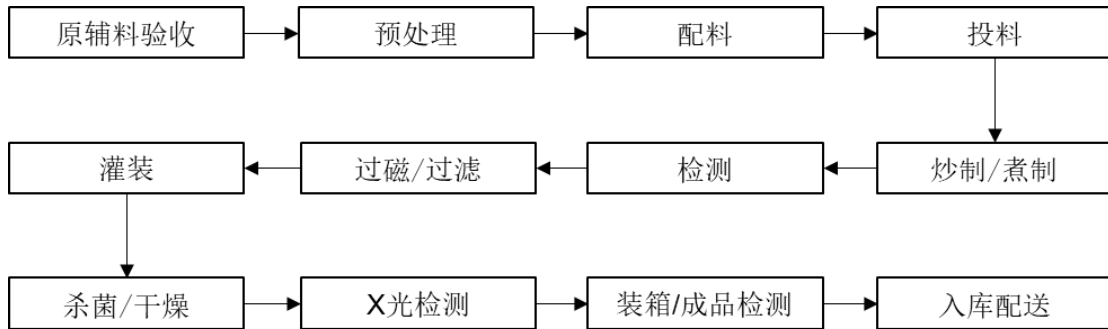 原辅料验收
预处理
配料
投料
炒制/煮制
检测
过磁/过滤
灌装
杀菌/干燥
X光检测
装箱/成品检测
入库配送